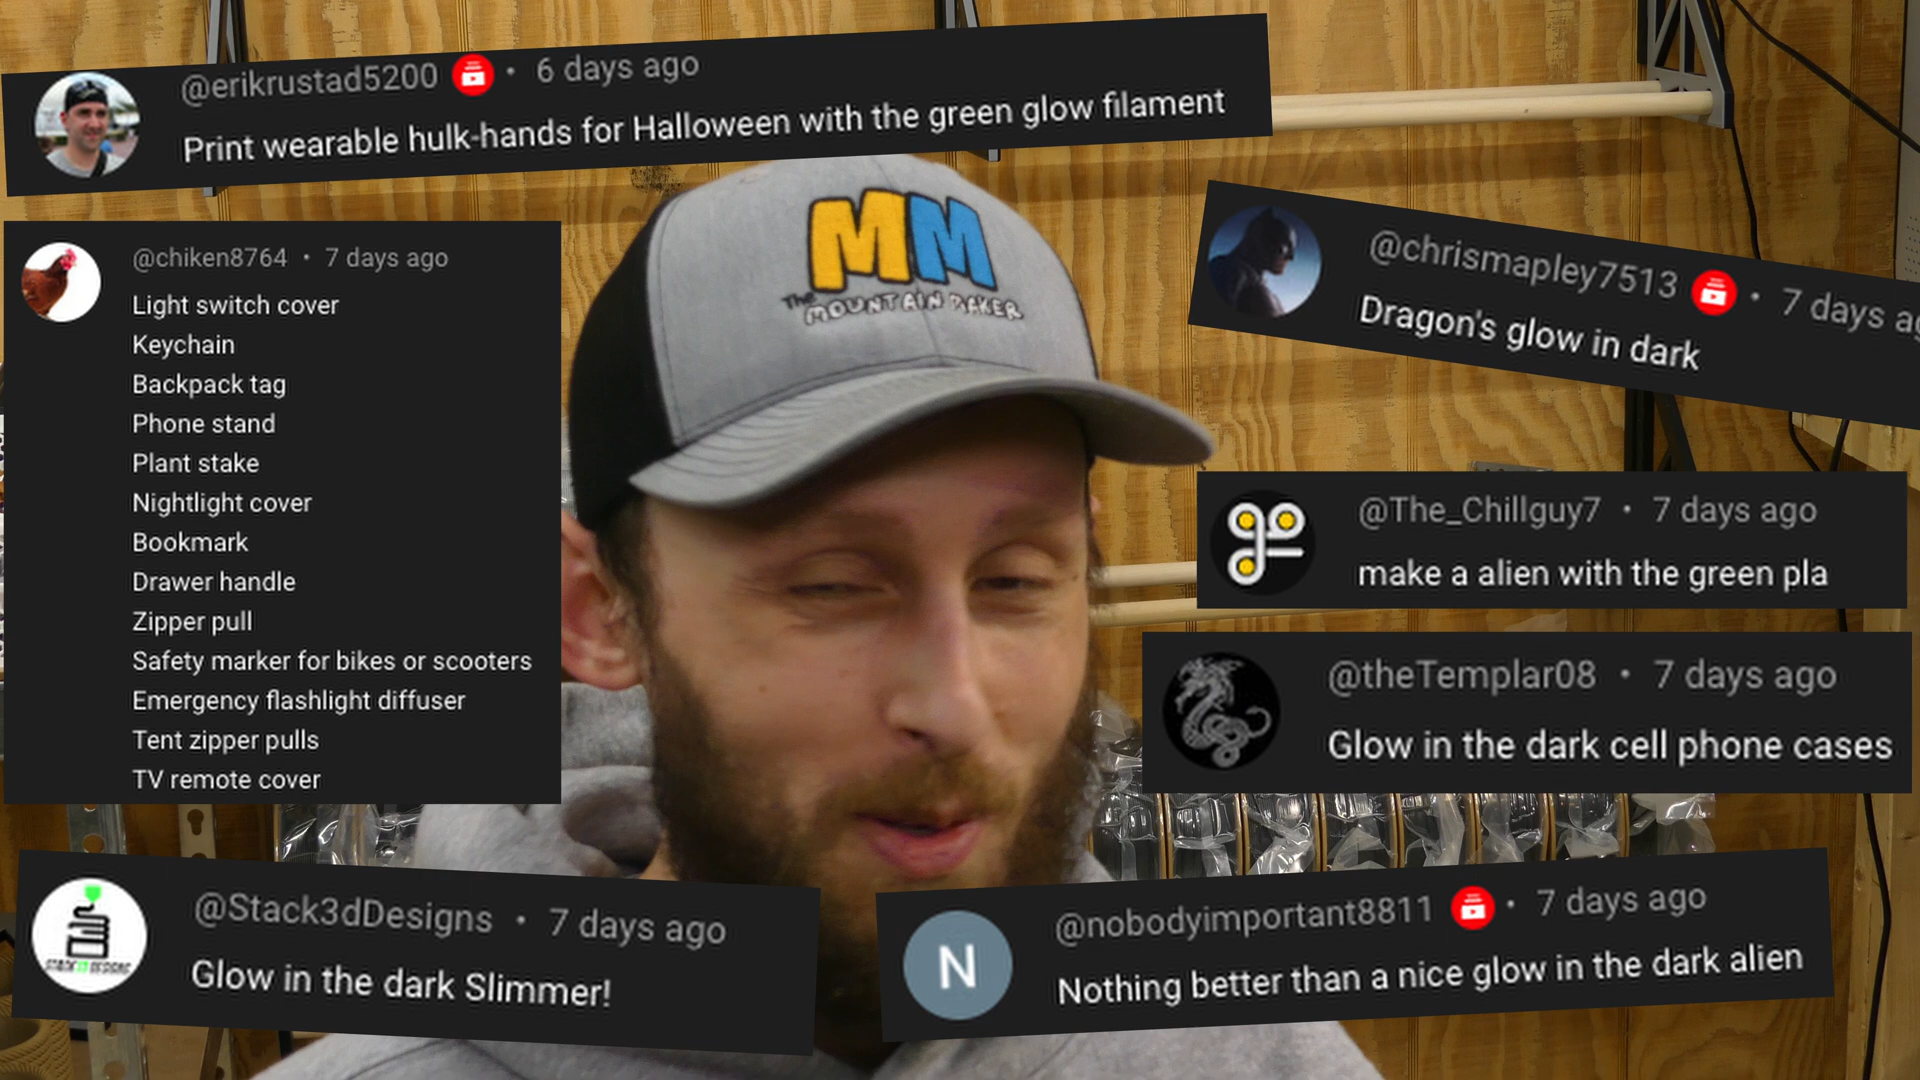 @erikrustad5200 • 6 days ago
Print wearable hulk-hands for Halloween with the green glow filament
@chiken8764 • 7 days ago
Light switch cover
Keychain
Backpack tag
Phone stand
Plant stake
Nightlight cover
Bookmark
Drawer handle
Zipper pull
Safety marker for bikes or scooters
Emergency flashlight diffuser
Tent zipper pulls
TV remote cover
MM
The MOUNTAIN MAKER
@chrismapley7513 • 7 days
Dragon's glow in dark
@The_Chillguy7 • 7 days ago
make a alien with the green pla
@theTemplar08 • 7 days ago
Glow in the dark cell phone cases
STACK3D DESIGNS
@Stack3dDesigns • 7 days ago
Glow in the dark Slimmer!
N
@nobodyimportant8811 • 7 days ago
Nothing better than a nice glow in the dark alien